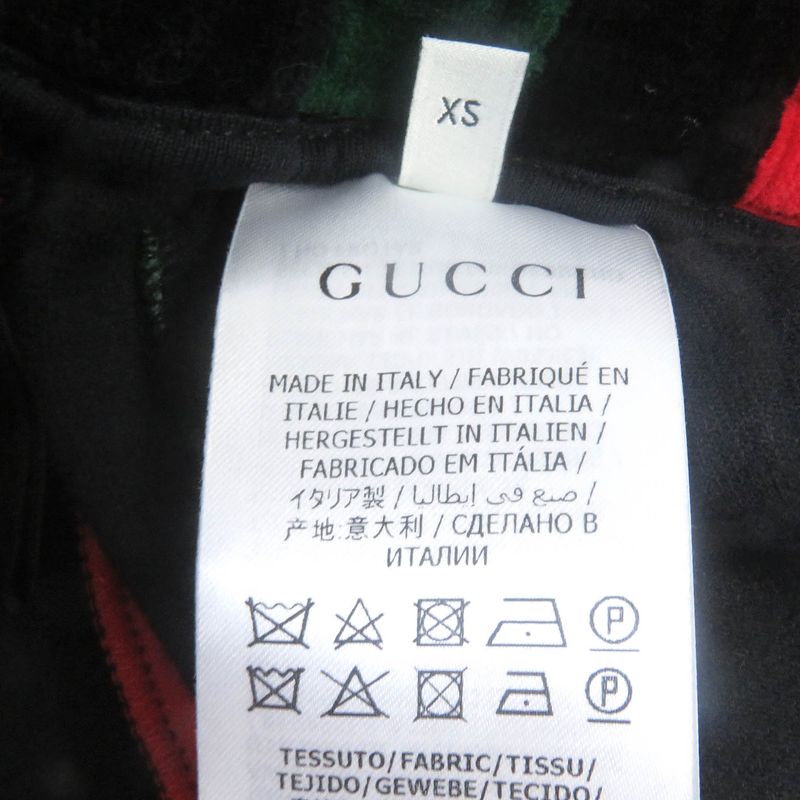 XS
GUCCI
MADE IN ITALY / FABRIQUÉ EN
ITALIE / HECHO EN ITALIA /
HERGESTELLT IN ITALIEN /
FABRICADO EM ITÁLIA /
イタリア製 / صنع في إيطاليا /
产地:意大利 / СДЕЛАНО В
ИТАЛИИ
P
P
TESSUTO/FABRIC/TISSU/
TEJIDO/GEWEBE/TECIDO/